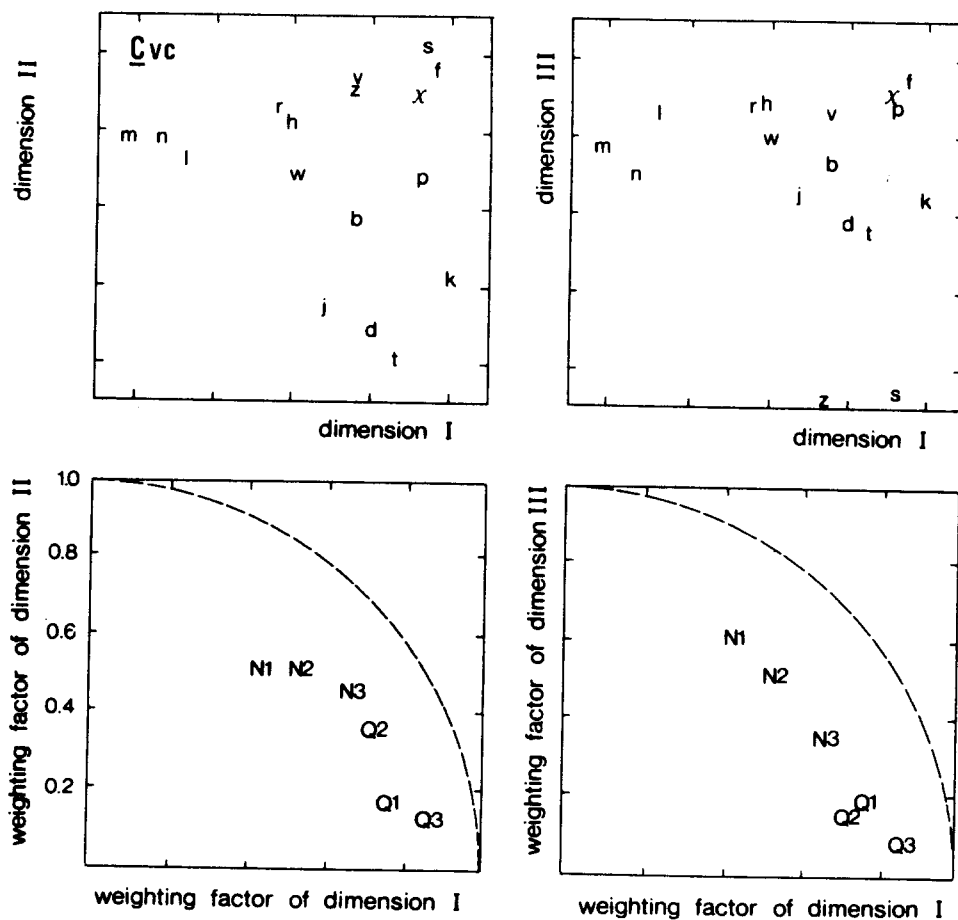 Cvc
dimension II
s
f
v
z
χ
r
h
m n
l
w
p
b
k
j
d
t
dimension I
dimension III
f
χ
p
r h
l
v
w
m
b
n
j
k
d
t
s
z
dimension I
weighting factor of dimension II
1.0
0.8
0.6
0.4
0.2
N1 N2
N3
Q2
Q1
Q3
weighting factor of dimension I
weighting factor of dimension III
N1
N2
N3
Q1
Q2
Q3
weighting factor of dimension I